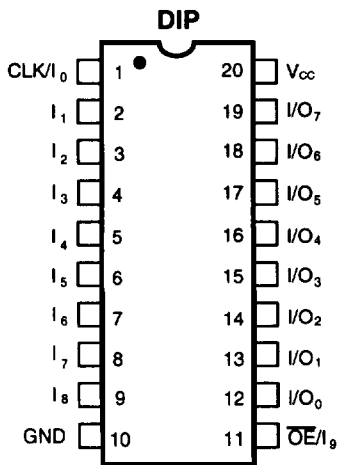 DIP
CLK/I₀ 1 20 Vcc
I₁ 2 19 I/O₇
I₂ 3 18 I/O₆
I₃ 4 17 I/O₅
I₄ 5 16 I/O₄
I₅ 6 15 I/O₃
I₆ 7 14 I/O₂
I₇ 8 13 I/O₁
I₈ 9 12 I/O₀
GND 10 11 O̅E̅/I₉